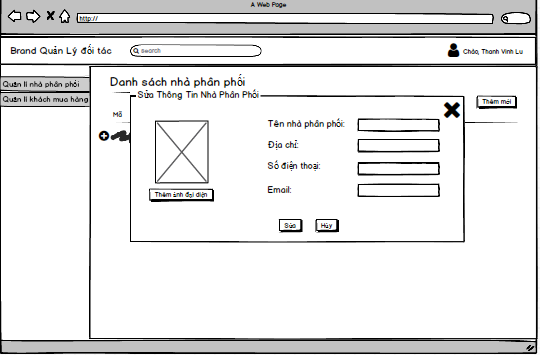 A Web Page
http://
Brand Quản Lý đối tác
search
Chào, Thanh Vinh Lu
Quản lí nhà phân phối
Quản lí khách mua hàng
Danh sách nhà phân phối
Thêm mới
Sửa Thông Tin Nhà Phân Phối
Mã
Tên nhà phân phối:
Địa chỉ:
Số điện thoại:
Email:
Thêm ảnh đại diện
Sửa
Hủy